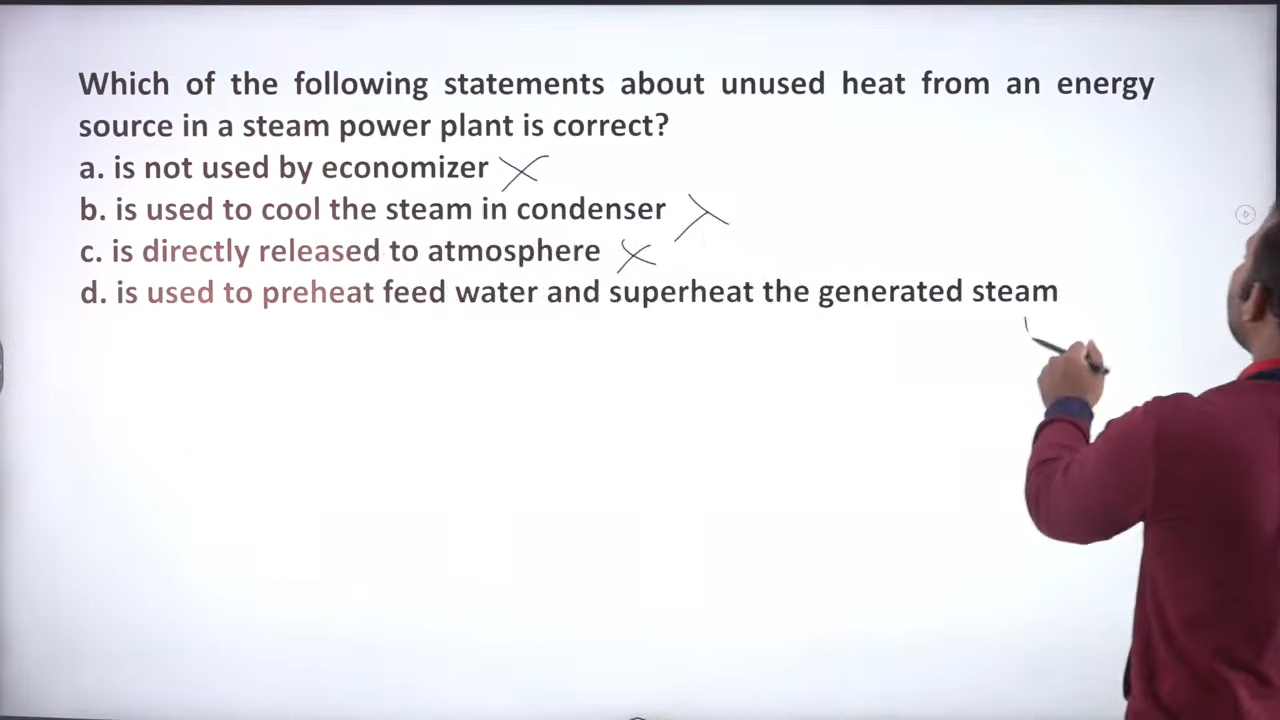 Which of the following statements about unused heat from an energy
source in a steam power plant is correct?
a. is not used by economizer
b. is used to cool the steam in condenser
c. is directly released to atmosphere
d. is used to preheat feed water and superheat the generated steam